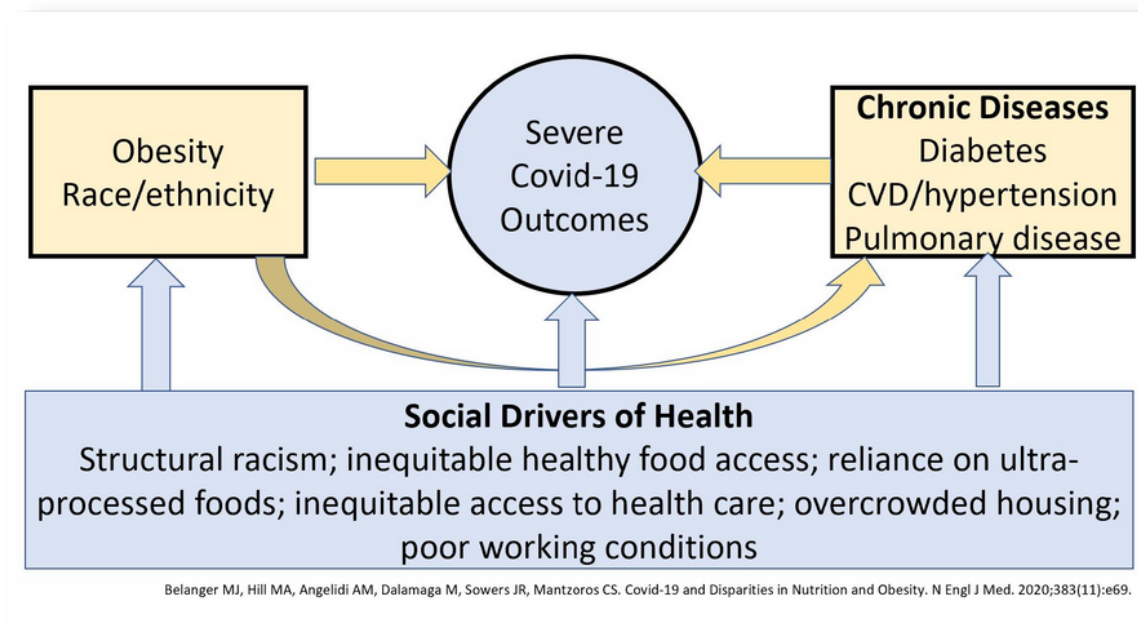 Obesity
Race/ethnicity
Severe
Covid-19
Outcomes
Chronic Diseases
Diabetes
CVD/hypertension
Pulmonary disease
Social Drivers of Health
Structural racism; inequitable healthy food access; reliance on ultra-
processed foods; inequitable access to health care; overcrowded housing;
poor working conditions
Belanger MJ, Hill MA, Angelidi AM, Dalamaga M, Sowers JR, Mantzoros CS. Covid-19 and Disparities in Nutrition and Obesity. N Engl J Med. 2020;383(11):e69.